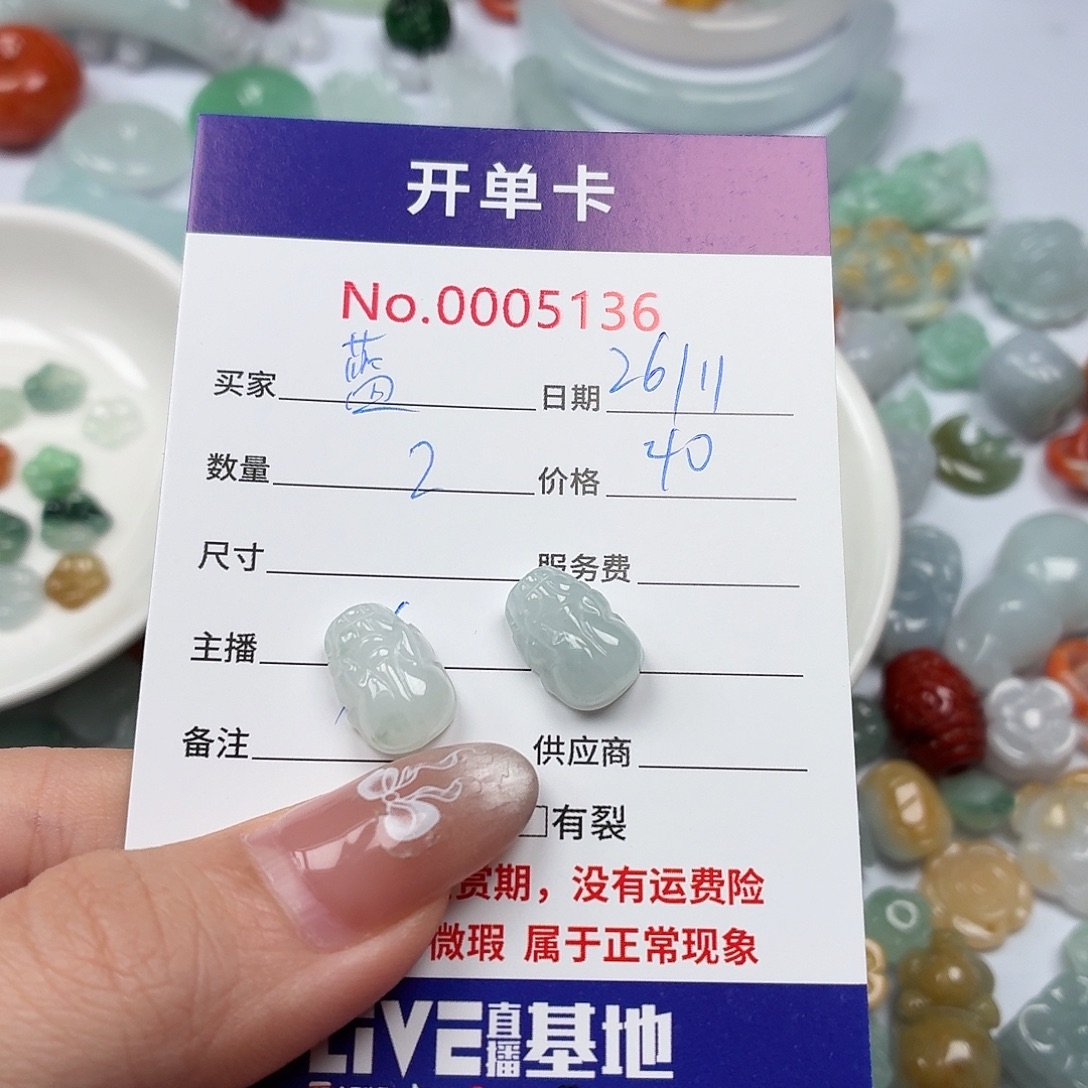 开单卡
No.0005136
买家 蓝 日期 26/11
数量 2 价格 40
尺寸 服务费
主播
备注 供应商
□有裂
赏期，没有运费险
微瑕 属于正常现象
LiVE直播基地